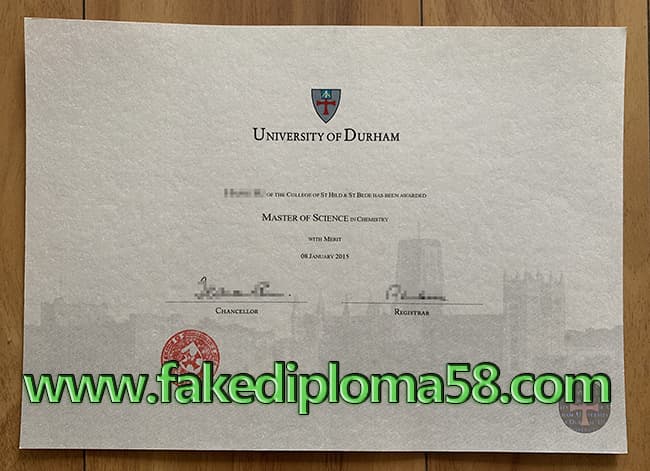 UNIVERSITY OF DURHAM
OF THE COLLEGE OF ST HILD & ST BEDE HAS BEEN AWARDED
MASTER OF SCIENCE IN CHEMISTRY
WITH MERIT
08 JANUARY 2015
CHANCELLOR
REGISTRAR
www.fakediploma58.com